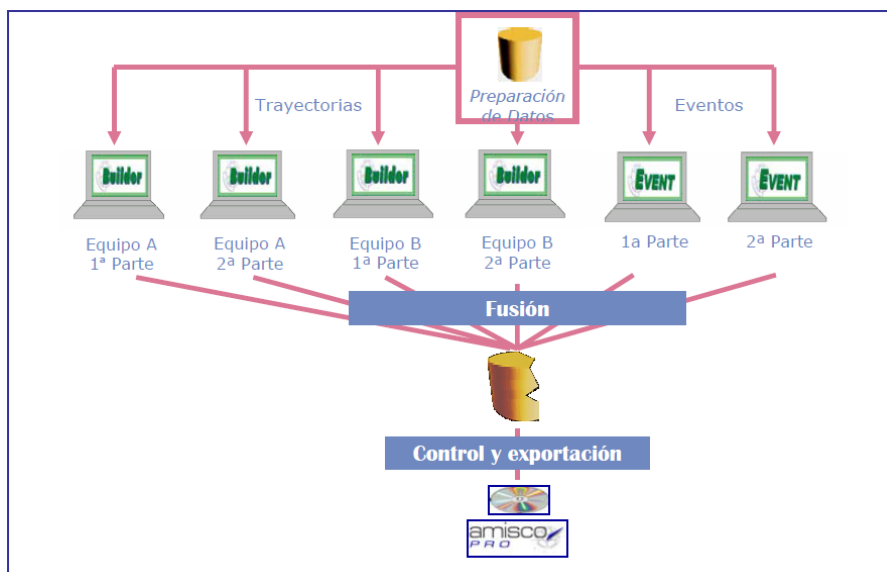 Preparación
de Datos
Trayectorias
Eventos
Builder
Builder
Builder
Builder
EVENT
EVENT
Equipo A
1ª Parte
Equipo A
2ª Parte
Equipo B
1ª Parte
Equipo B
2ª Parte
1a Parte
2ª Parte
Fusión
Control y exportación
amisco
PRO